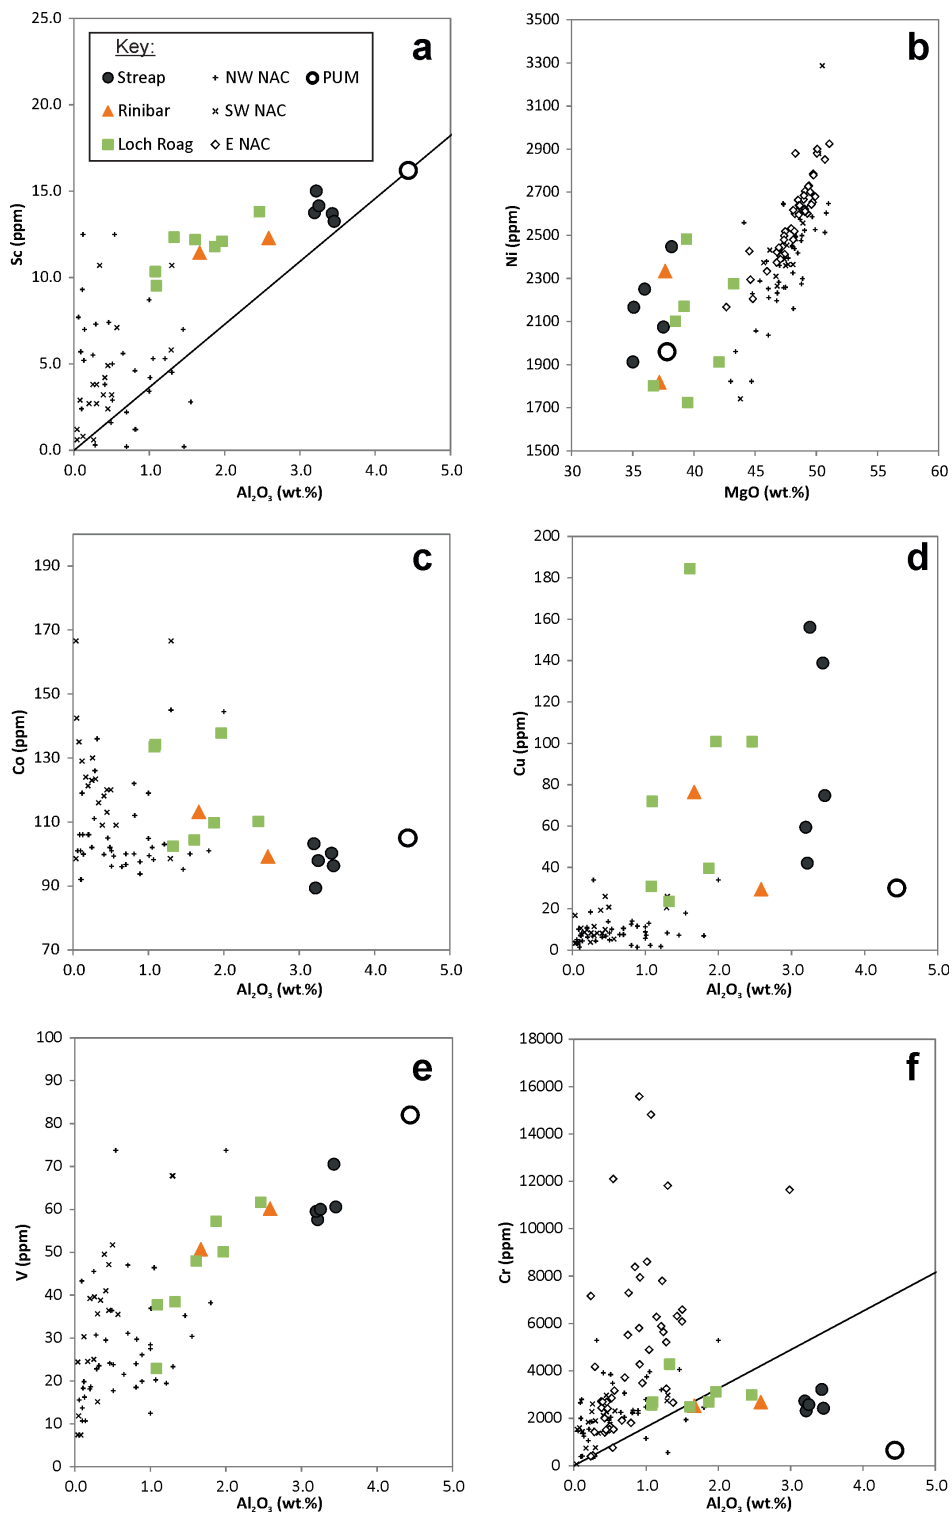 a
25.0
20.0
15.0
10.0
5.0
0.0
Sc (ppm)
Key:
Streap
NW NAC
PUM
Rinibar
SW NAC
Loch Roag
E NAC
0.0 1.0 2.0 3.0 4.0 5.0
Al₂O₃ (wt.%)
b
3500
3300
3100
2900
2700
2500
2300
2100
1900
1700
1500
Ni (ppm)
30 35 40 45 50 55 60
MgO (wt.%)
c
190
170
150
130
110
90
70
Co (ppm)
0.0 1.0 2.0 3.0 4.0 5.0
Al₂O₃ (wt.%)
d
200
180
160
140
120
100
80
60
40
20
0
Cu (ppm)
0.0 1.0 2.0 3.0 4.0 5.0
Al₂O₃ (wt.%)
e
100
90
80
70
60
50
40
30
20
10
0
V (ppm)
0.0 1.0 2.0 3.0 4.0 5.0
Al₂O₃ (wt.%)
f
18000
16000
14000
12000
10000
8000
6000
4000
2000
0
Cr (ppm)
0.0 1.0 2.0 3.0 4.0 5.0
Al₂O₃ (wt.%)